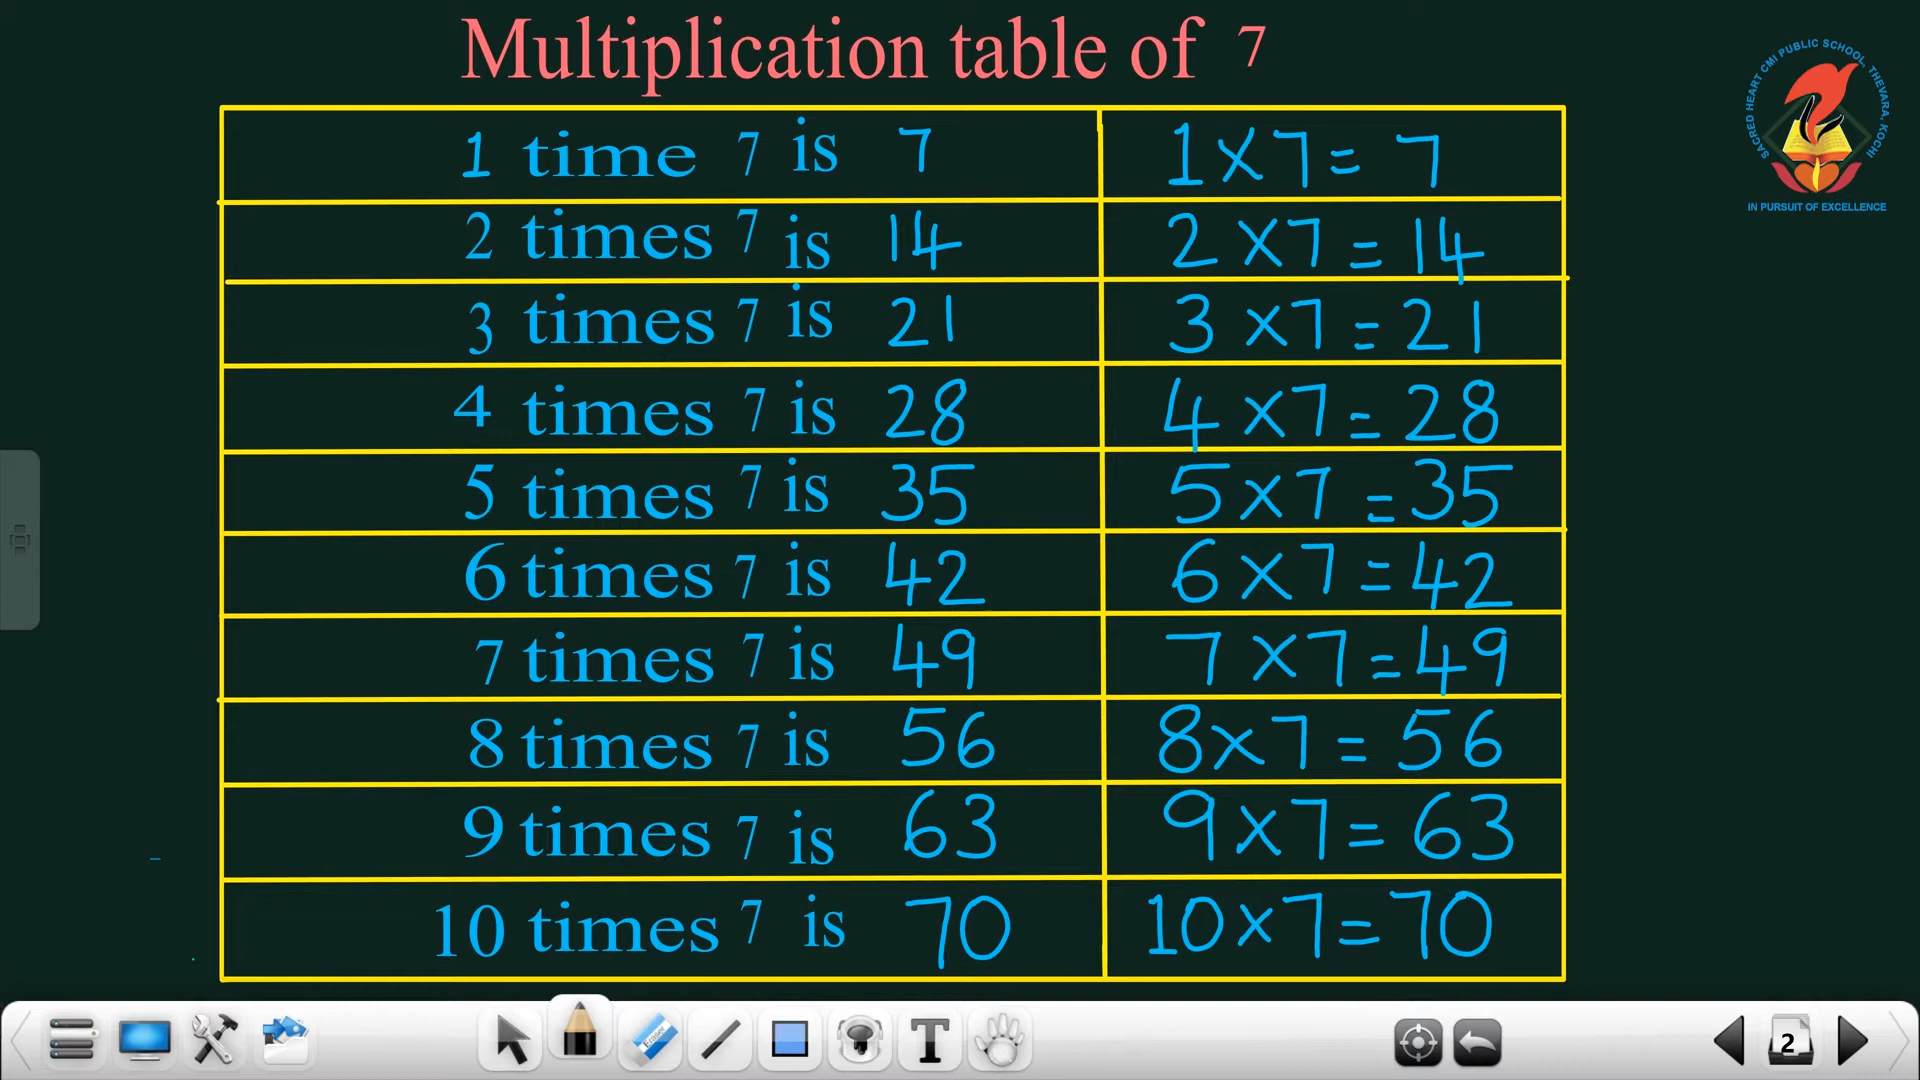 Multiplication table of 7
1 time 7 is 7 1 X 7 = 7
2 times 7 is 14 2 X 7 = 14
3 times 7 is 21 3 X 7 = 21
4 times 7 is 28 4 X 7 = 28
5 times 7 is 35 5 X 7 = 35
6 times 7 is 42 6 X 7 = 42
7 times 7 is 49 7 X 7 = 49
8 times 7 is 56 8 X 7 = 56
9 times 7 is 63 9 X 7 = 63
10 times 7 is 70 10 X 7 = 70
SACRED HEART CMI PUBLIC SCHOOL, THEVARA, KOCHI
IN PURSUIT OF EXCELLENCE
Eraser
T
2